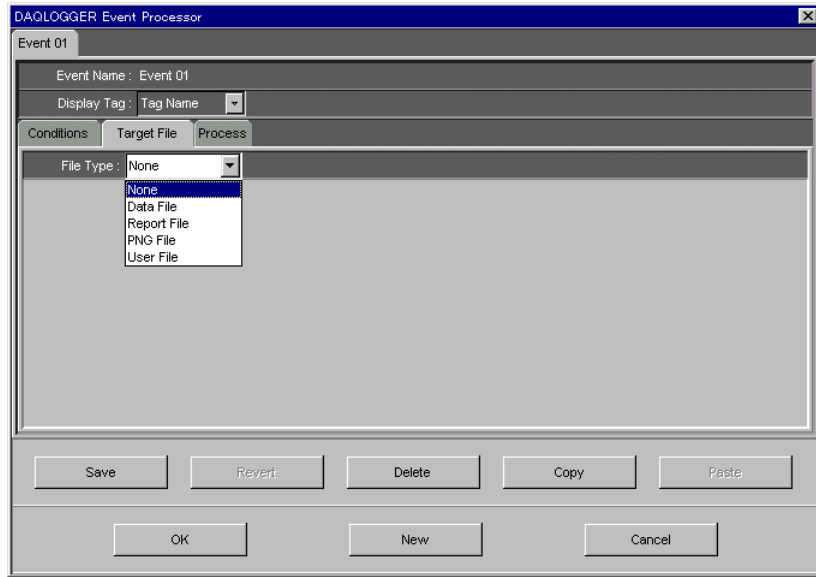 DAQLOGGER Event Processor
Event 01
Event Name : Event 01
Display Tag : Tag Name
Conditions Target File Process
File Type : None
None
Data File
Report File
PNG File
User File
Save Revert Delete Copy Paste
OK New Cancel